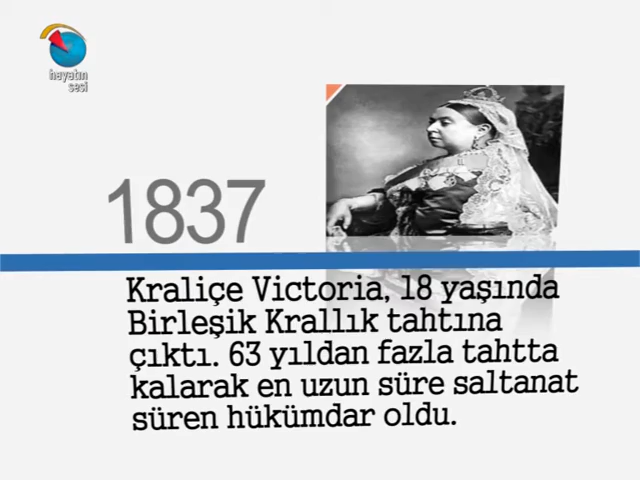 hayatın
sesi
1837
Kraliçe Victoria, 18 yaşında
Birleşik Krallık tahtına
çıktı. 63 yıldan fazla tahtta
kalarak en uzun süre saltanat
süren hükümdar oldu.